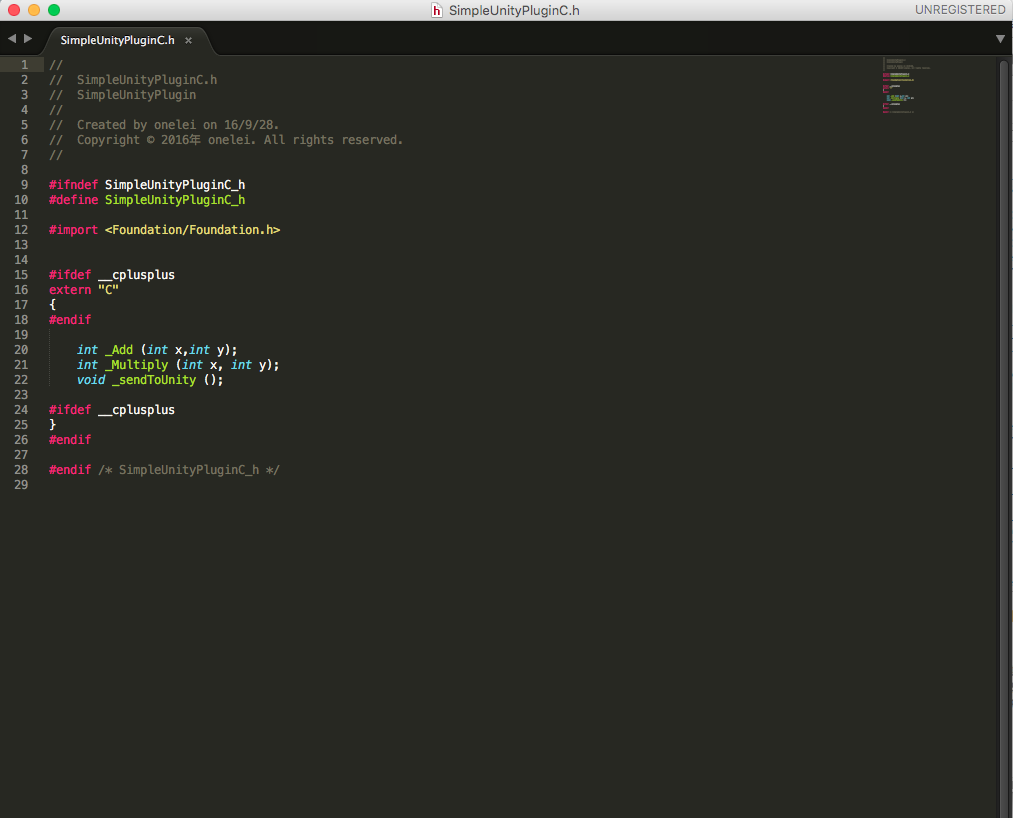 SimpleUnityPluginC.h
UNREGISTERED
SimpleUnityPluginC.h ×
1 //
2 //  SimpleUnityPluginC.h
3 //  SimpleUnityPlugin
4 //
5 //  Created by onelei on 16/9/28.
6 //  Copyright © 2016年 onelei. All rights reserved.
7 //
8
9 #ifndef SimpleUnityPluginC_h
10 #define SimpleUnityPluginC_h
11
12 #import <Foundation/Foundation.h>
13
14
15 #ifdef __cplusplus
16 extern "C"
17 {
18 #endif
19
20     int _Add (int x,int y);
21     int _Multiply (int x, int y);
22     void _sendToUnity ();
23
24 #ifdef __cplusplus
25 }
26 #endif
27
28 #endif /* SimpleUnityPluginC_h */
29